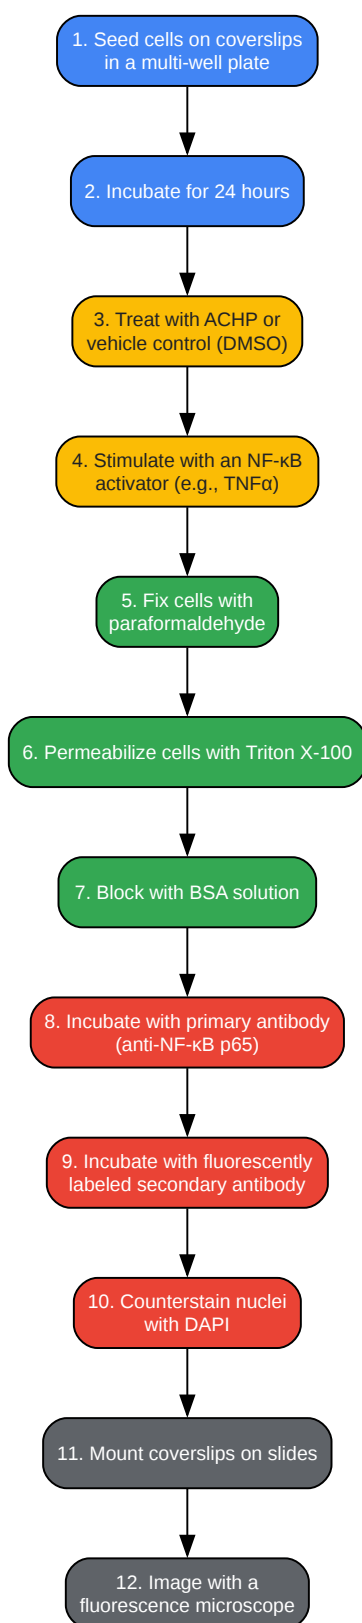 1. Seed cells on coverslips
in a multi-well plate
2. Incubate for 24 hours
3. Treat with ACHP or
vehicle control (DMSO)
4. Stimulate with an NF-κB
activator (e.g., TNFα)
5. Fix cells with
paraformaldehyde
6. Permeabilize cells with Triton X-100
7. Block with BSA solution
8. Incubate with primary antibody
(anti-NF-κB p65)
9. Incubate with fluorescently
labeled secondary antibody
10. Counterstain nuclei
with DAPI
11. Mount coverslips on slides
12. Image with a
fluorescence microscope